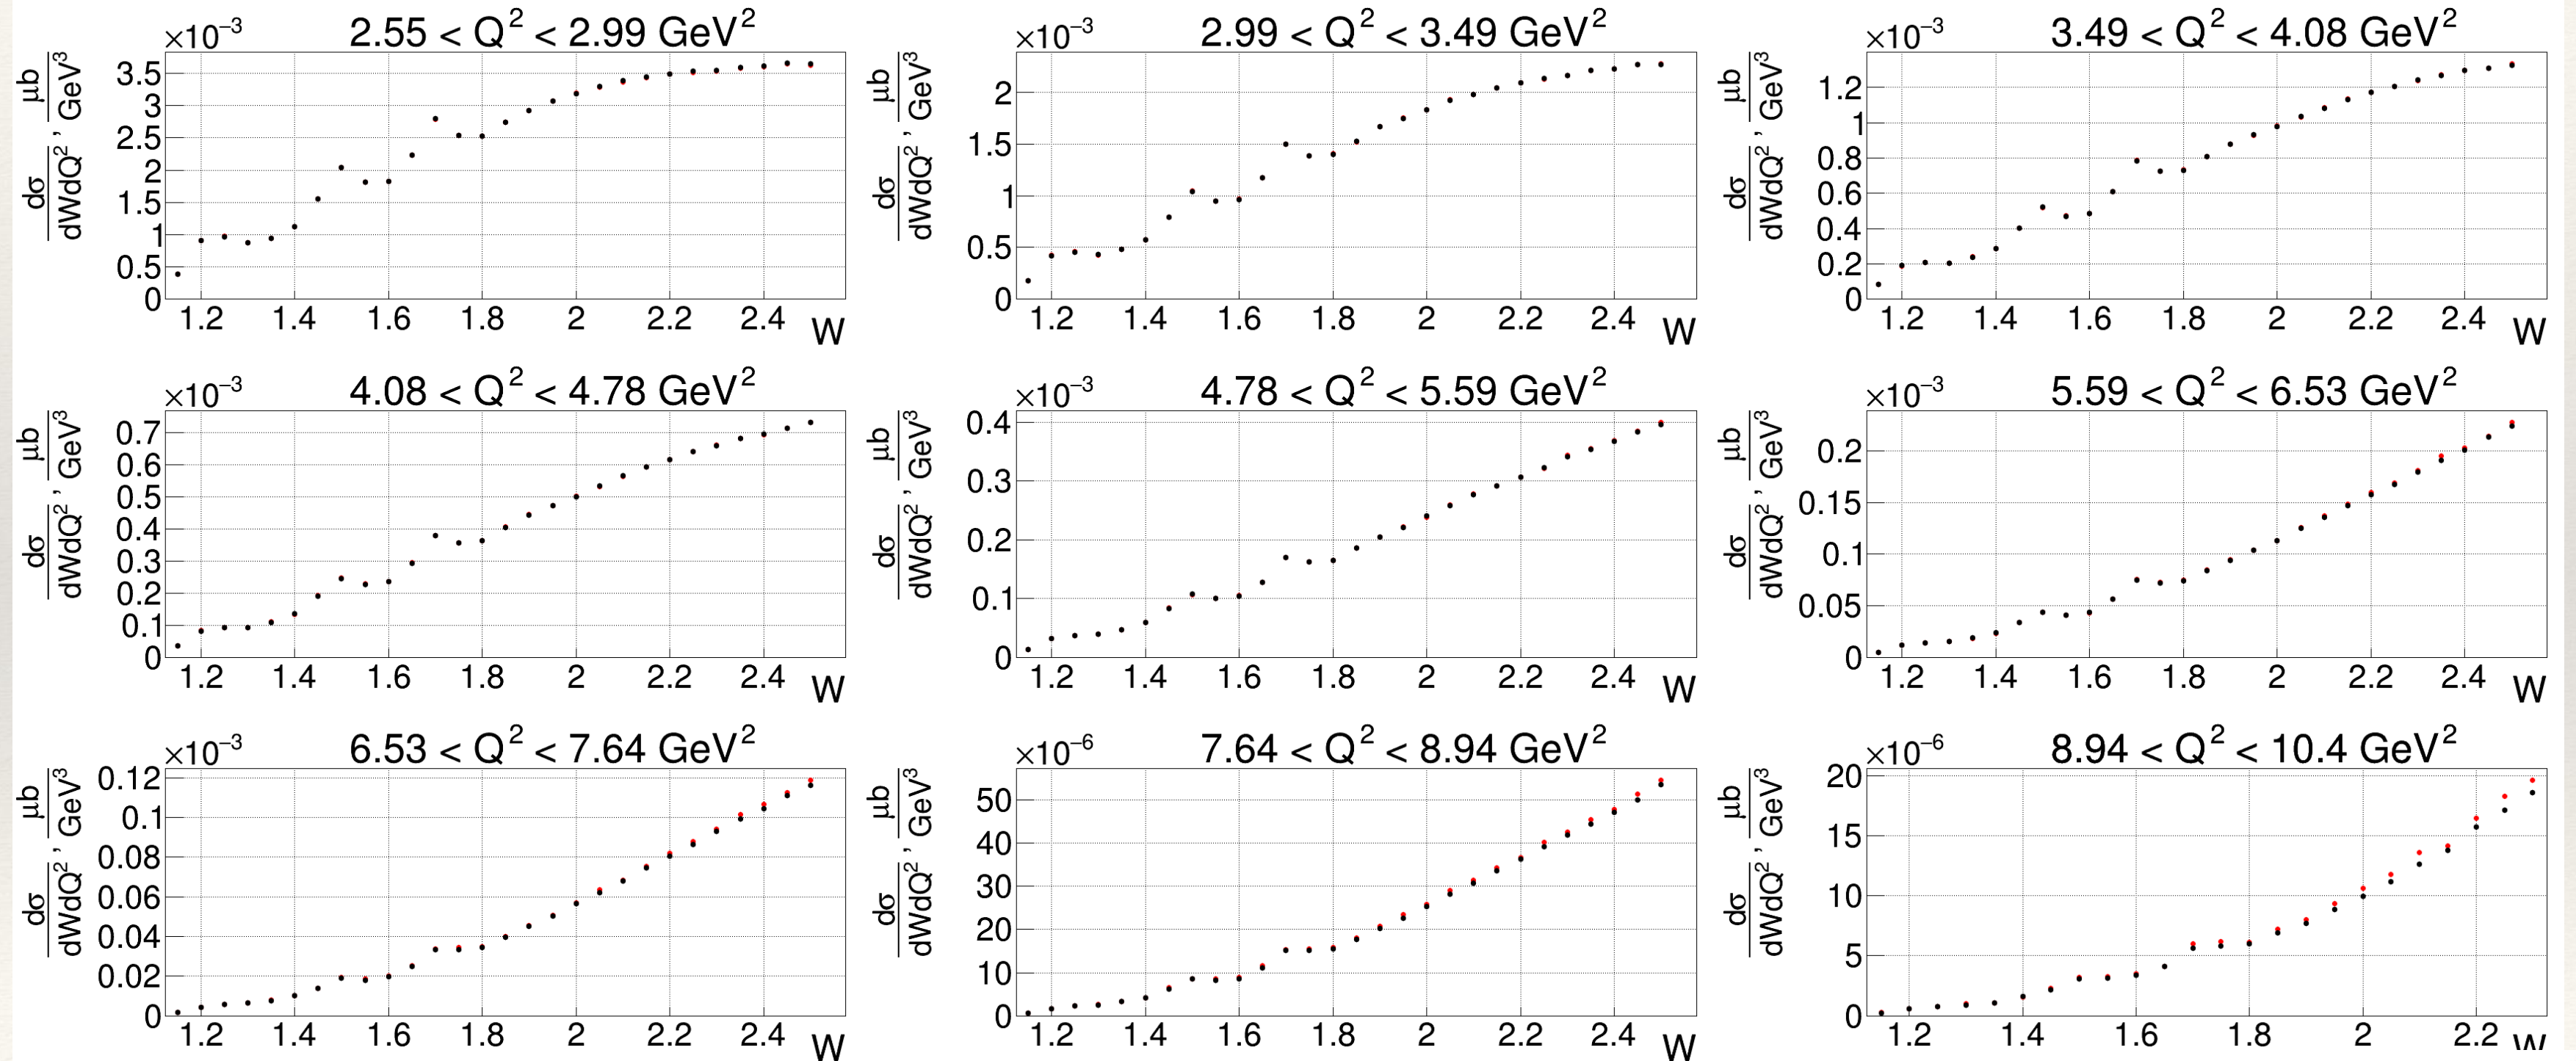 ×10⁻³ 2.55 < Q² < 2.99 GeV²
dσ/dWdQ², μb/GeV³
3.5
3
2.5
2
1.5
1
0.5
0
1.2 1.4 1.6 1.8 2 2.2 2.4 W
×10⁻³ 2.99 < Q² < 3.49 GeV²
dσ/dWdQ², μb/GeV³
2
1.5
1
0.5
0
1.2 1.4 1.6 1.8 2 2.2 2.4 W
×10⁻³ 3.49 < Q² < 4.08 GeV²
dσ/dWdQ², μb/GeV³
1.2
1
0.8
0.6
0.4
0.2
0
1.2 1.4 1.6 1.8 2 2.2 2.4 W
×10⁻³ 4.08 < Q² < 4.78 GeV²
dσ/dWdQ², μb/GeV³
0.7
0.6
0.5
0.4
0.3
0.2
0.1
0
1.2 1.4 1.6 1.8 2 2.2 2.4 W
×10⁻³ 4.78 < Q² < 5.59 GeV²
dσ/dWdQ², μb/GeV³
0.4
0.3
0.2
0.1
0
1.2 1.4 1.6 1.8 2 2.2 2.4 W
×10⁻³ 5.59 < Q² < 6.53 GeV²
dσ/dWdQ², μb/GeV³
0.2
0.15
0.1
0.05
0
1.2 1.4 1.6 1.8 2 2.2 2.4 W
×10⁻³ 6.53 < Q² < 7.64 GeV²
dσ/dWdQ², μb/GeV³
0.12
0.1
0.08
0.06
0.04
0.02
0
1.2 1.4 1.6 1.8 2 2.2 2.4 W
×10⁻⁶ 7.64 < Q² < 8.94 GeV²
dσ/dWdQ², μb/GeV³
50
40
30
20
10
0
1.2 1.4 1.6 1.8 2 2.2 2.4 W
×10⁻⁶ 8.94 < Q² < 10.4 GeV²
dσ/dWdQ², μb/GeV³
20
15
10
5
0
1.2 1.4 1.6 1.8 2 2.2 W